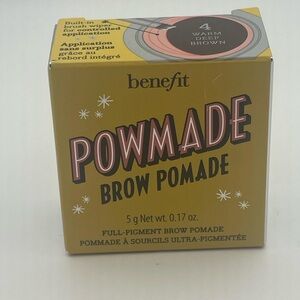 Built-in
brush wiper
for controlled
application
Application
sans surplus
grâce au
rebord intégré
4
WARM
DEEP
BROWN
benefit
POWMADE
BROW POMADE
5 g Net wt. 0.17 oz.
FULL-PIGMENT BROW POMADE
POMMADE À SOURCILS ULTRA-PIGMENTÉE